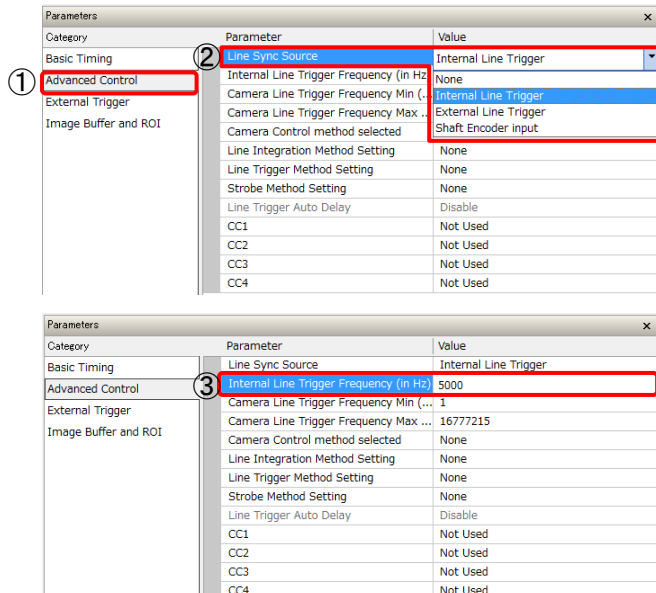 Parameters ×
Category Parameter Value
Basic Timing ② Line Sync Source Internal Line Trigger
① Advanced Control Internal Line Trigger Frequency (in Hz None
External Trigger Camera Line Trigger Frequency Min (... Internal Line Trigger
Image Buffer and ROI Camera Line Trigger Frequency Max ... External Line Trigger
Camera Control method selected Shaft Encoder input
Line Integration Method Setting None
Line Trigger Method Setting None
Strobe Method Setting None
Line Trigger Auto Delay Disable
CC1 Not Used
CC2 Not Used
CC3 Not Used
CC4 Not Used
Parameters ×
Category Parameter Value
Basic Timing Line Sync Source Internal Line Trigger
Advanced Control ③ Internal Line Trigger Frequency (in Hz) 5000
External Trigger Camera Line Trigger Frequency Min (... 1
Image Buffer and ROI Camera Line Trigger Frequency Max ... 16777215
Camera Control method selected None
Line Integration Method Setting None
Line Trigger Method Setting None
Strobe Method Setting None
Line Trigger Auto Delay Disable
CC1 Not Used
CC2 Not Used
CC3 Not Used
CC4 Not Used